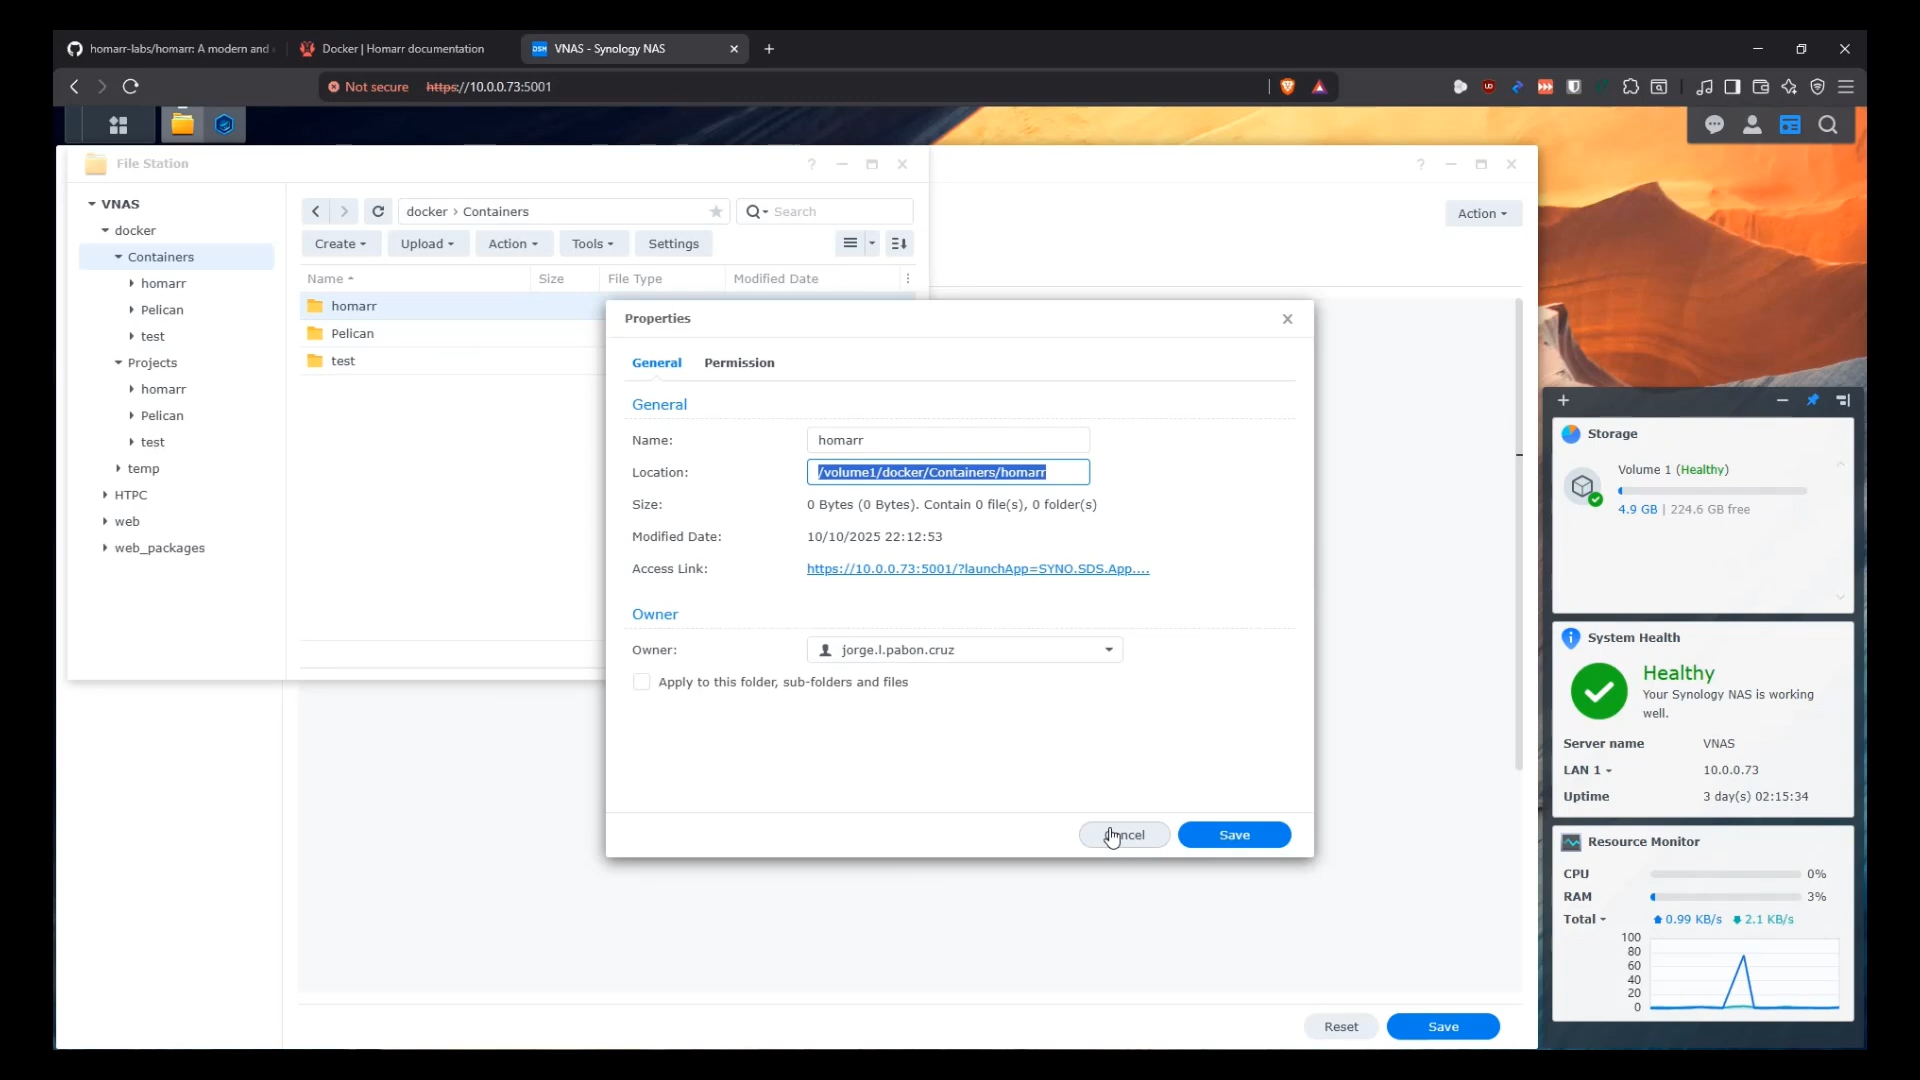 homarr-labs/homarr: A modern and
Docker | Homarr documentation
VNAS - Synology NAS
Not secure
https://10.0.0.73:5001
File Station
Action
VNAS
docker
Containers
homarr
Pelican
test
Projects
homarr
Pelican
test
temp
HTPC
web
web_packages
docker › Containers
Search
Create
Upload
Action
Tools
Settings
Name
Size
File Type
Modified Date
homarr
Pelican
test
Properties
General
Permission
General
Name:
homarr
Location:
/volume1/docker/Containers/homarr
Size:
0 Bytes (0 Bytes). Contain 0 file(s), 0 folder(s)
Modified Date:
10/10/2025 22:12:53
Access Link:
https://10.0.0.73:5001/?launchApp=SYNO.SDS.App....
Owner
Owner:
jorge.l.pabon.cruz
Apply to this folder, sub-folders and files
Save
Reset
Save
Storage
Volume 1 (Healthy)
4.9 GB | 224.6 GB free
System Health
Healthy
Your Synology NAS is working
well.
Server name
VNAS
LAN 1
10.0.0.73
Uptime
3 day(s) 02:15:34
Resource Monitor
CPU
0%
RAM
3%
Total
0.99 KB/s
2.1 KB/s
100
80
60
40
20
0